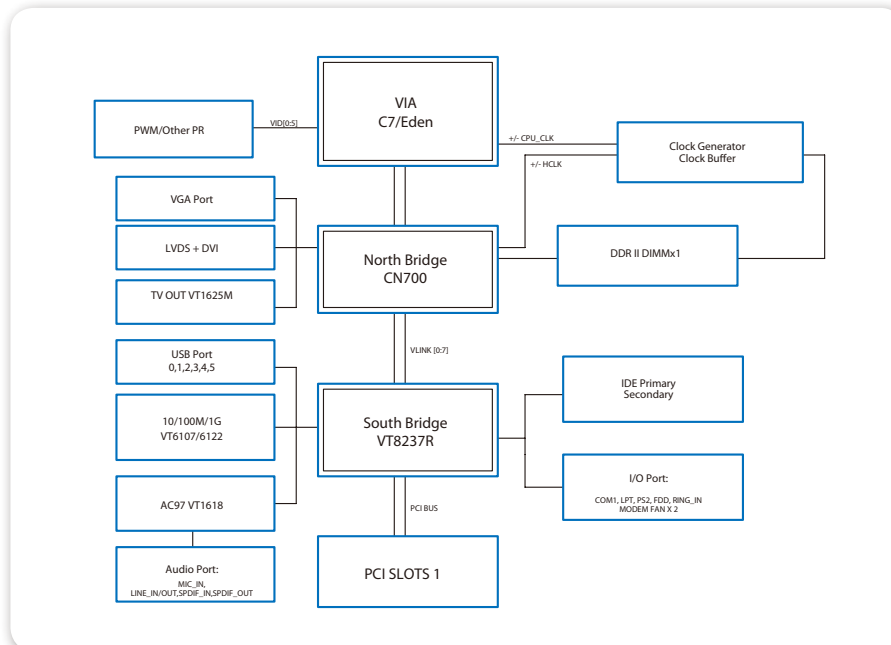 VIA
C7/Eden
PWM/Other PR
VID[0:5]
+/- CPU_CLK
+/- HCLK
Clock Generator
Clock Buffer
VGA Port
LVDS + DVI
TV OUT VT1625M
North Bridge
CN700
DDR II DIMMx1
VLINK [0:7]
USB Port
0,1,2,3,4,5
10/100M/1G
VT6107/6122
AC97 VT1618
Audio Port:
MIC_IN,
LINE_IN/OUT,SPDIF_IN,SPDIF_OUT
South Bridge
VT8237R
IDE Primary
Secondary
I/O Port:
COM1, LPT, PS2, FDD, RING_IN
MODEM FAN X 2
PCI BUS
PCI SLOTS 1